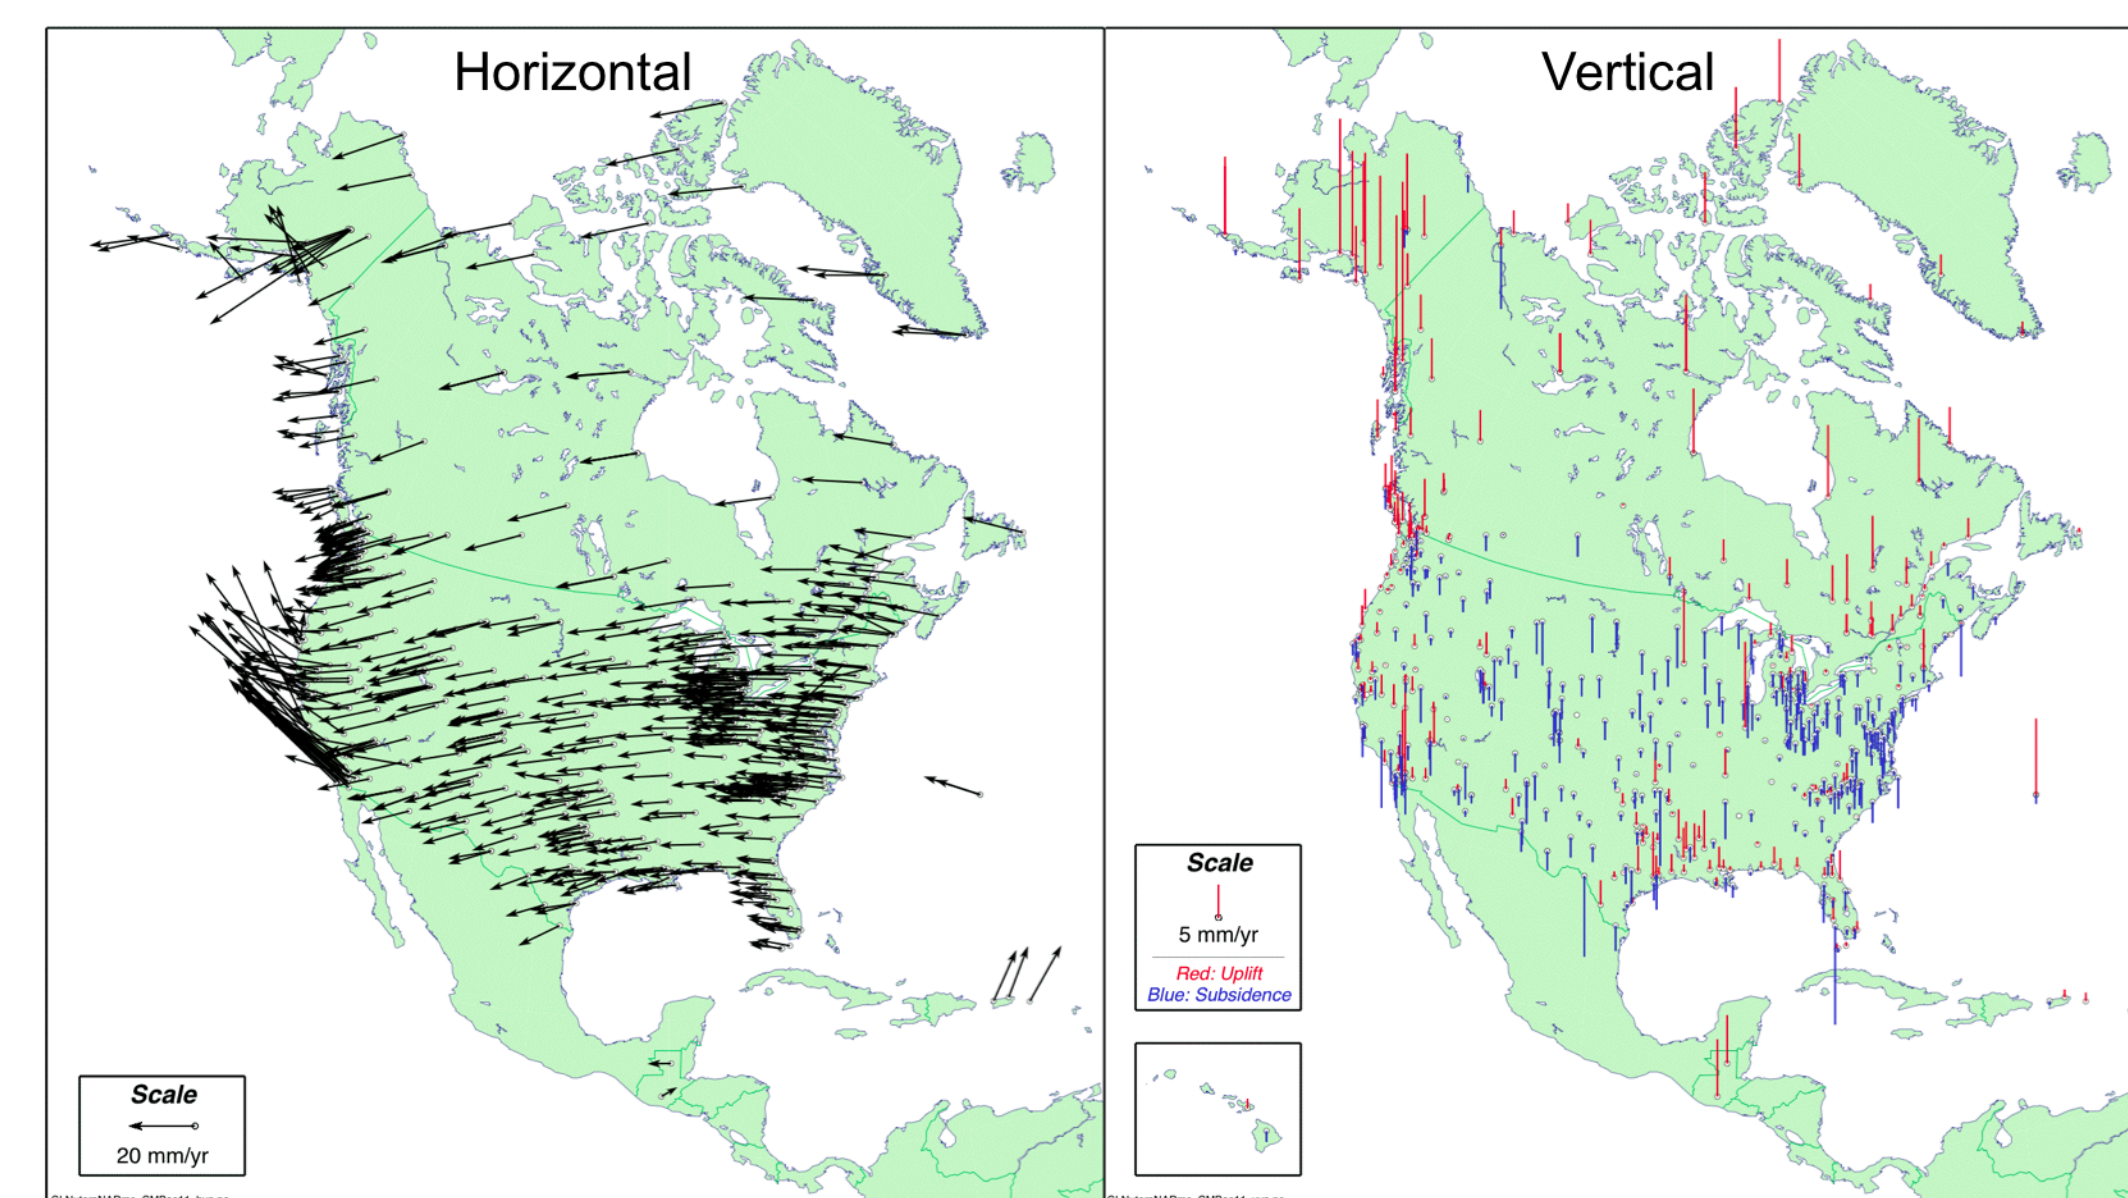 Horizontal
Scale
20 mm/yr
Vertical
Scale
5 mm/yr
Red: Uplift
Blue: Subsidence